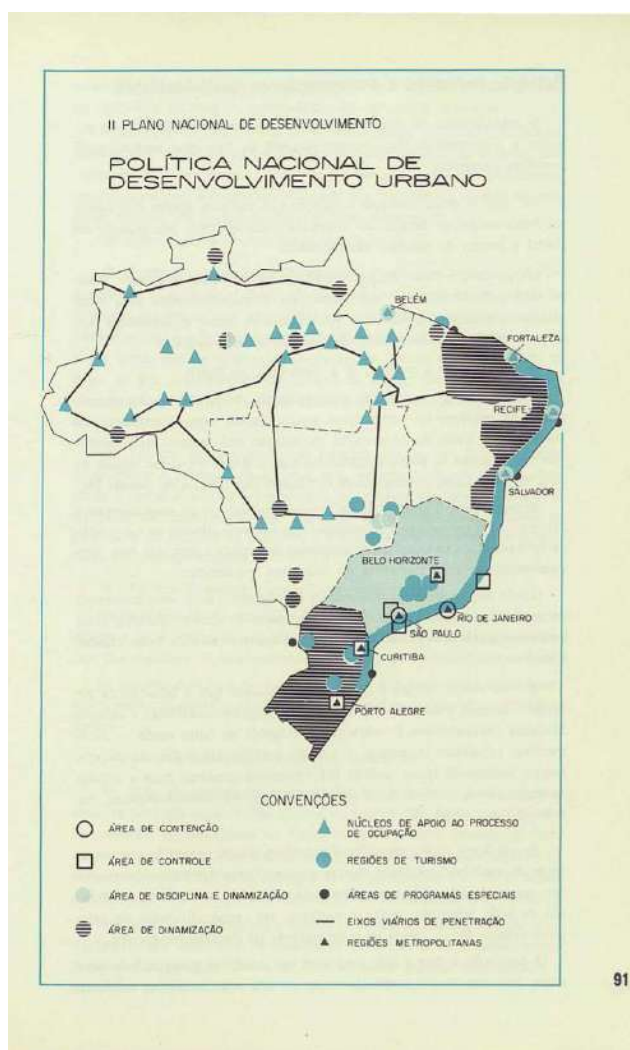 II PLANO NACIONAL DE DESENVOLVIMENTO
POLÍTICA NACIONAL DE
DESENVOLVIMENTO URBANO
BELÉM
FORTALEZA
RECIFE
SALVADOR
BELO HORIZONTE
RIO DE JANEIRO
SÃO PAULO
CURITIBA
PORTO ALEGRE
CONVENÇÕES
ÁREA DE CONTENÇÃO
ÁREA DE CONTROLE
ÁREA DE DISCIPLINA E DINAMIZAÇÃO
ÁREA DE DINAMIZAÇÃO
NÚCLEOS DE APOIO AO PROCESSO
DE OCUPAÇÃO
REGIÕES DE TURISMO
ÁREAS DE PROGRAMAS ESPECIAIS
EIXOS VIÁRIOS DE PENETRAÇÃO
REGIÕES METROPOLITANAS
91